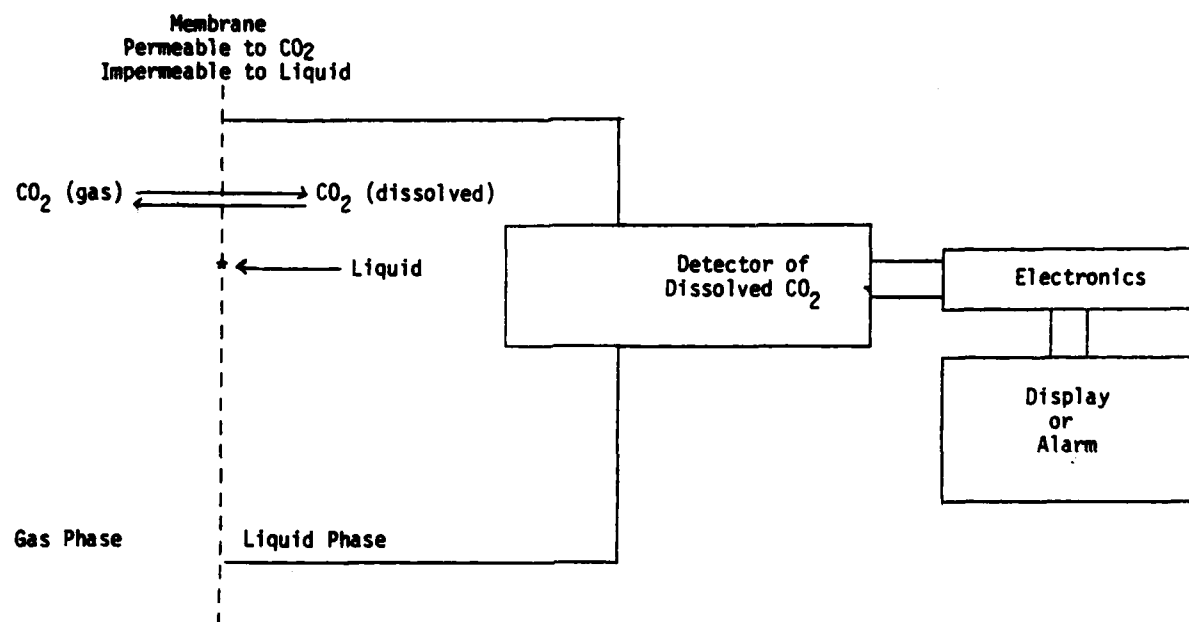 Membrane
Permeable to CO2
Impermeable to Liquid
CO2 (gas)
CO2 (dissolved)
Liquid
Detector of
Dissolved CO2
Electronics
Display
or
Alarm
Gas Phase
Liquid Phase